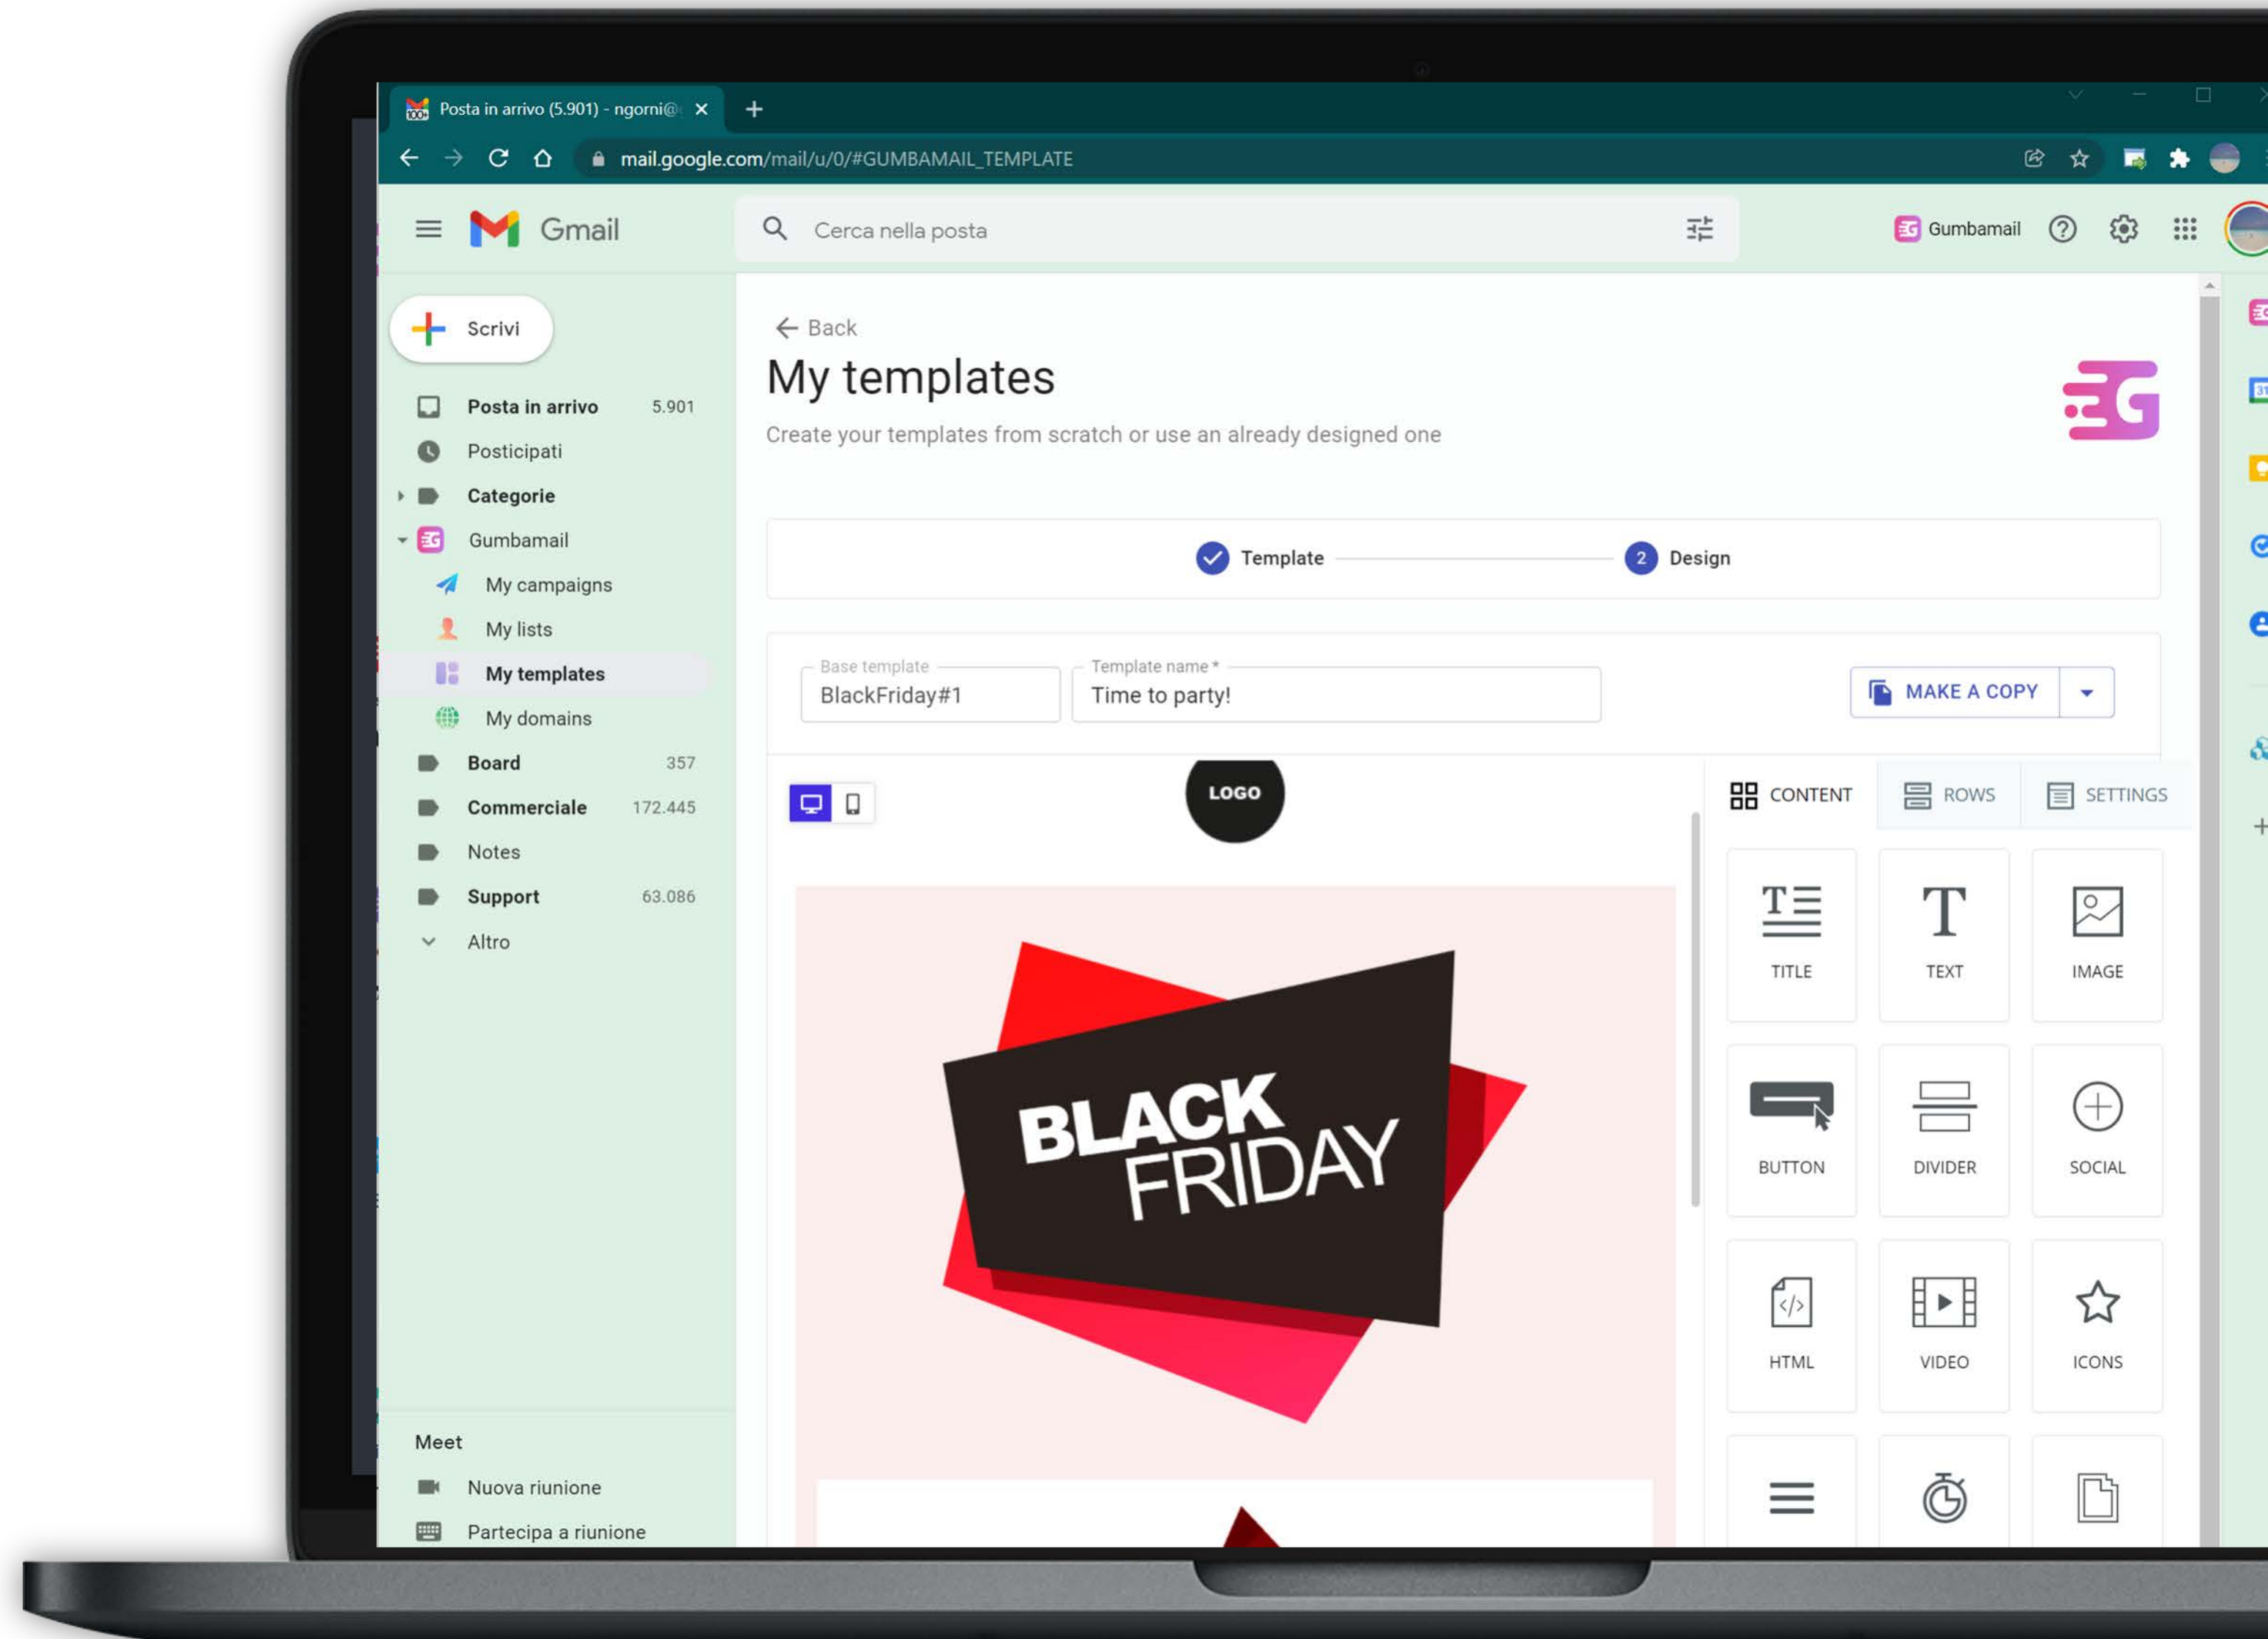 Posta in arrivo (5.901) - ngorni@
mail.google.com/mail/u/0/#GUMBAMAIL_TEMPLATE
Gmail
Cerca nella posta
Gumbamail
Scrivi
Posta in arrivo 5.901
Posticipati
Categorie
Gumbamail
My campaigns
My lists
My templates
My domains
Board 357
Commerciale 172.445
Notes
Support 63.086
Altro
Meet
Nuova riunione
Partecipa a riunione
Back
My templates
Create your templates from scratch or use an already designed one
Template
2 Design
Base template
BlackFriday#1
Template name *
Time to party!
MAKE A COPY
LOGO
BLACK
FRIDAY
CONTENT ROWS SETTINGS
TITLE TEXT IMAGE
BUTTON DIVIDER SOCIAL
HTML VIDEO ICONS